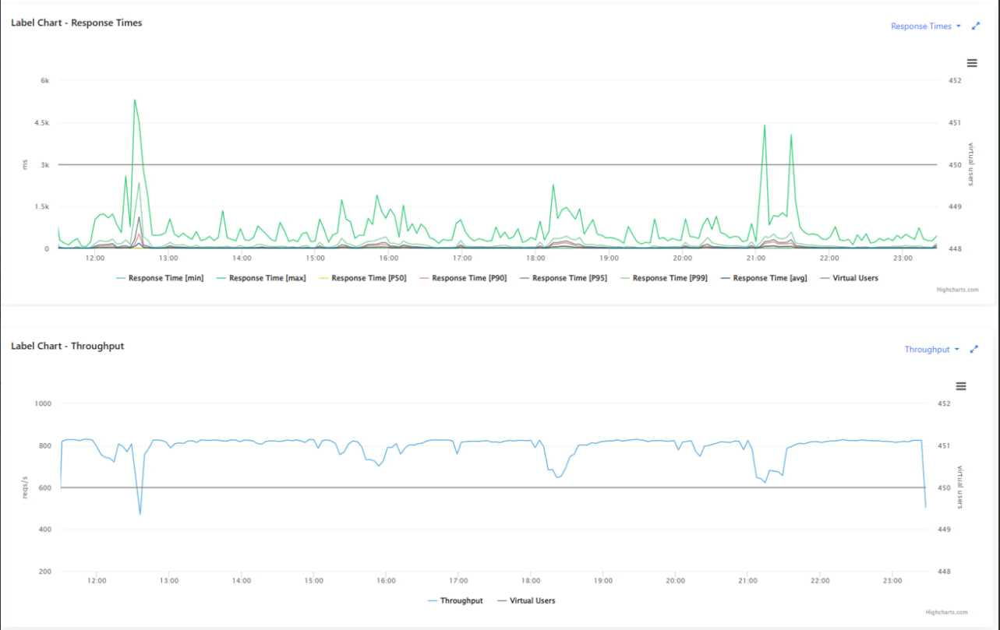 Label Chart - Response Times
Response Times
6k 452
4.5k 451
ms 3k 450 virtual users
1.5k 449
0 448
12:00 13:00 14:00 15:00 16:00 17:00 18:00 19:00 20:00 21:00 22:00 23:00
Response Time [min] Response Time [max] Response Time [P50] Response Time [P90] Response Time [P95] Response Time [P99] Response Time [avg] Virtual Users
Highcharts.com
Label Chart - Throughput
Throughput
1000 452
800 451
reqs/s 600 450 virtual users
400 449
200 448
12:00 13:00 14:00 15:00 16:00 17:00 18:00 19:00 20:00 21:00 22:00 23:00
Throughput Virtual Users
Highcharts.com